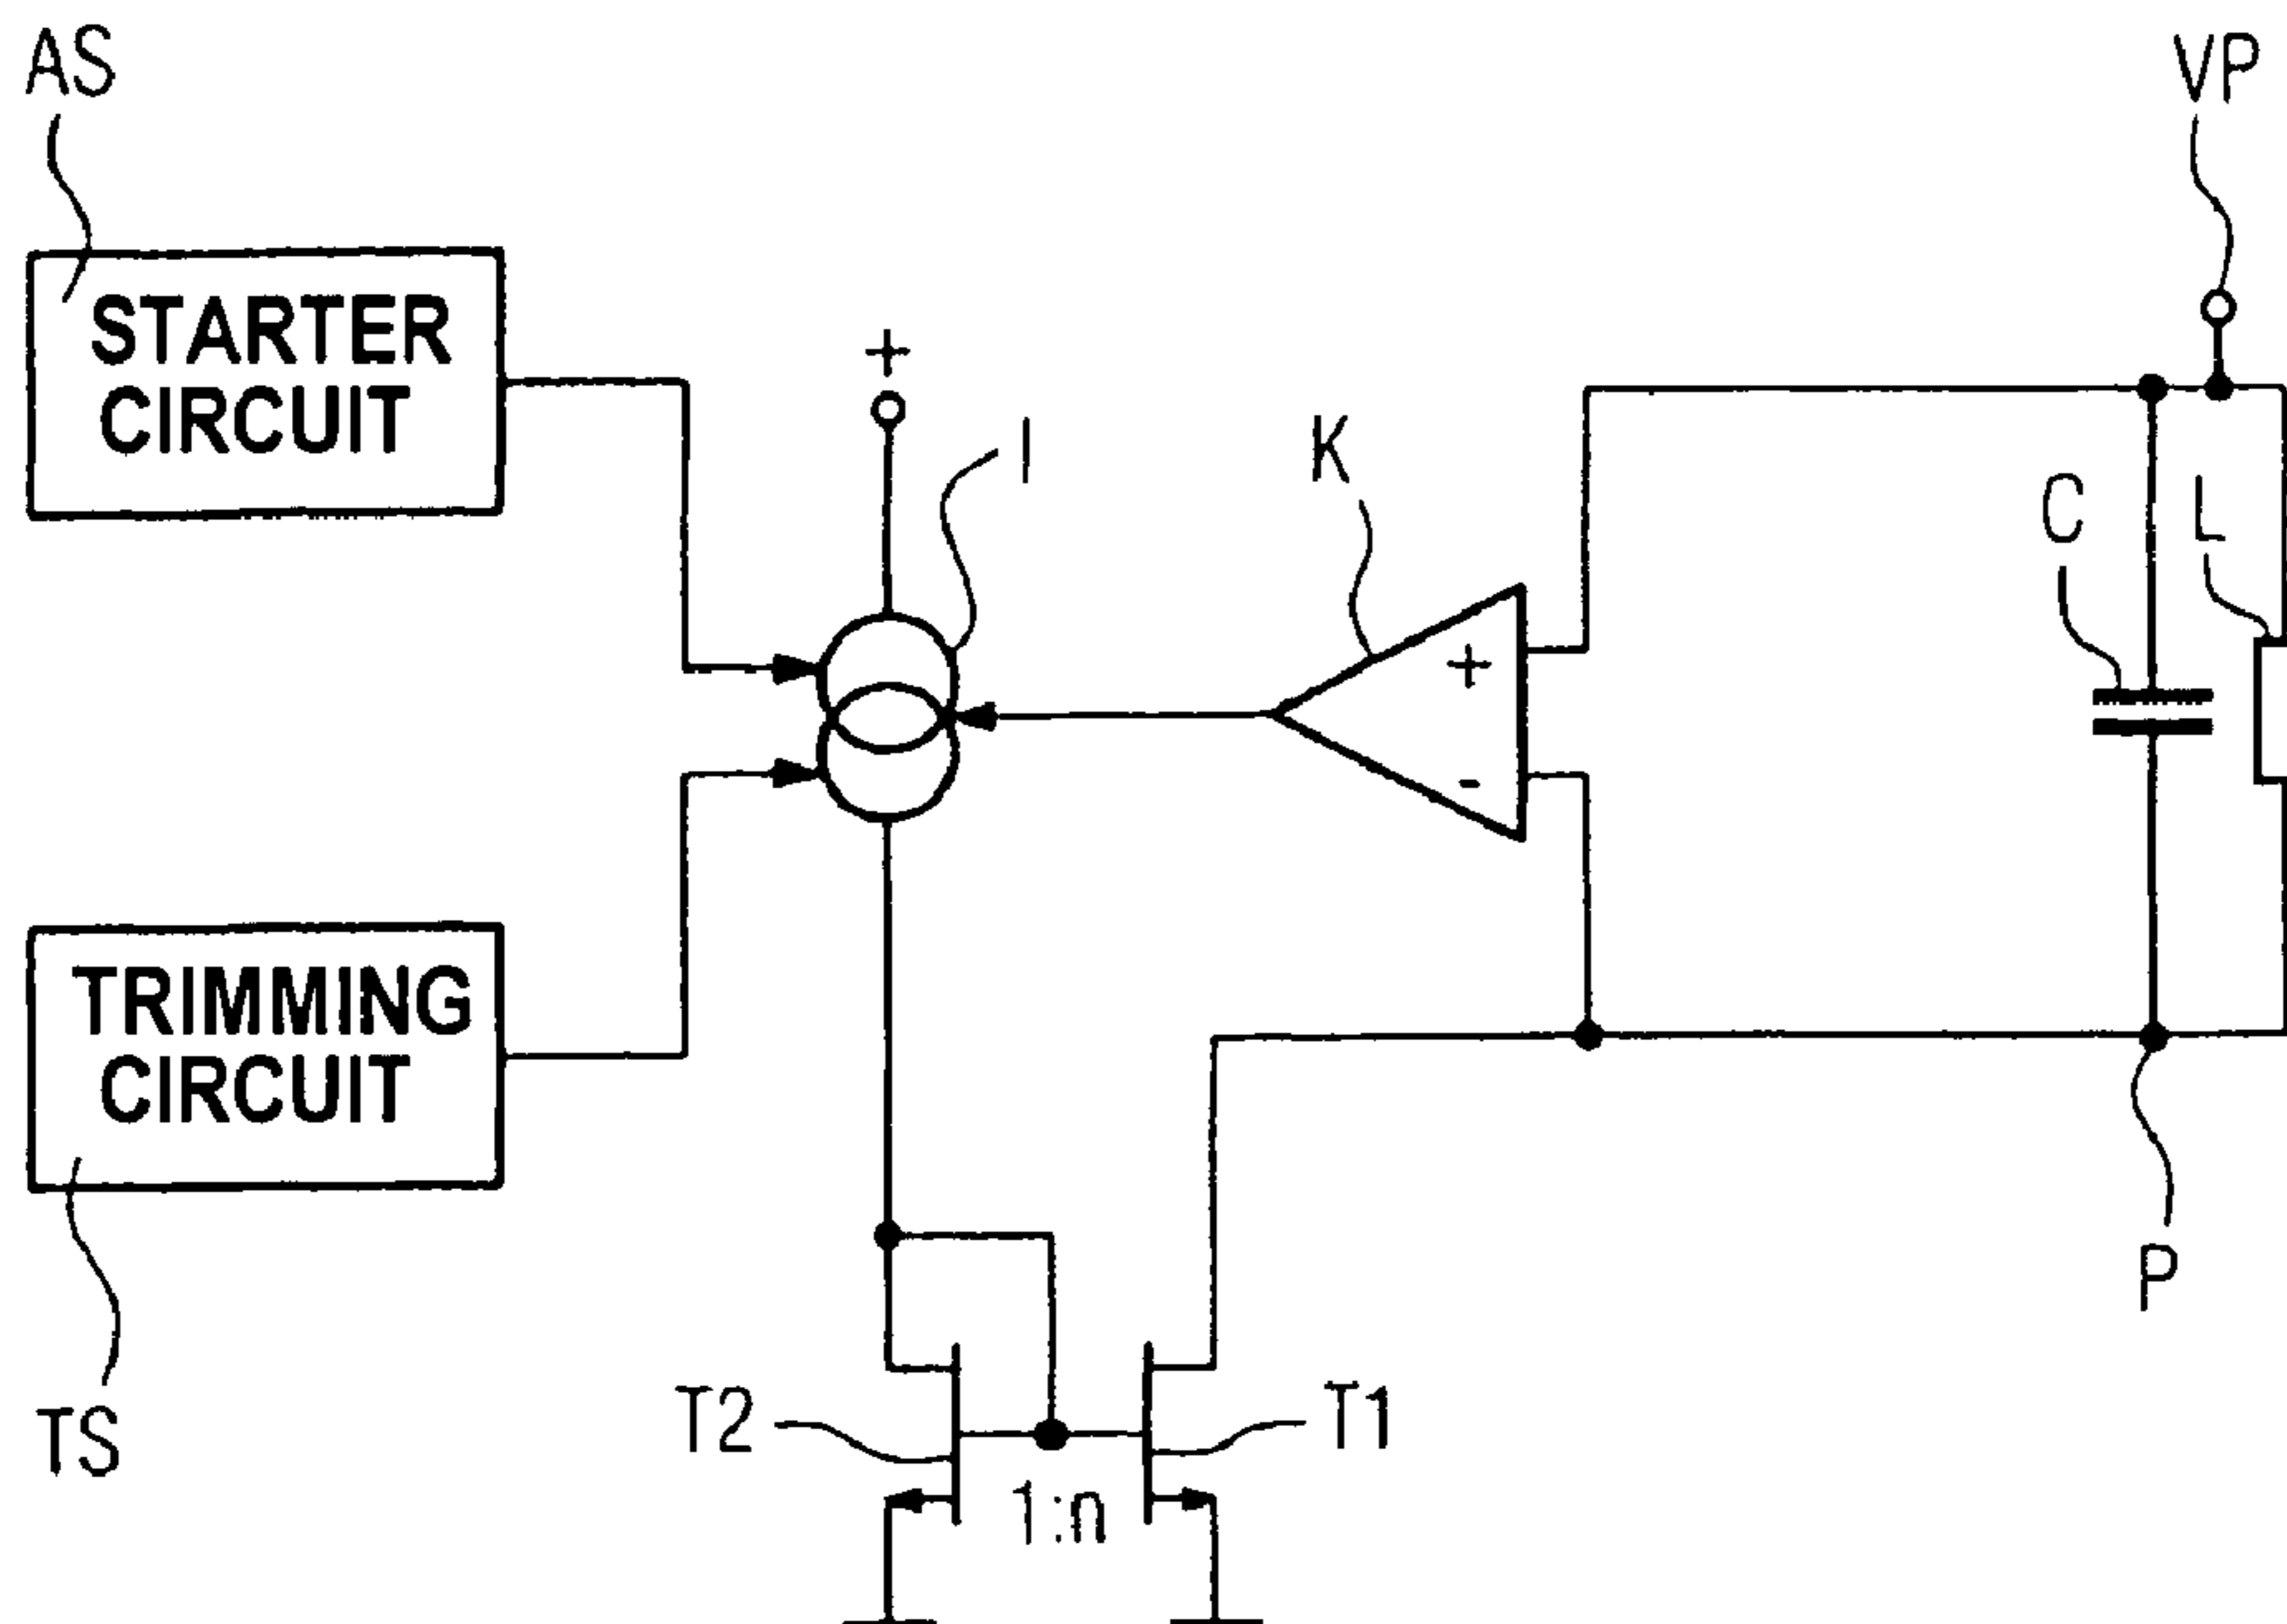 AS
VP
STARTER
CIRCUIT
+
I
K
C
L
+
-
TRIMMING
CIRCUIT
P
TS
T2
T1
1:n